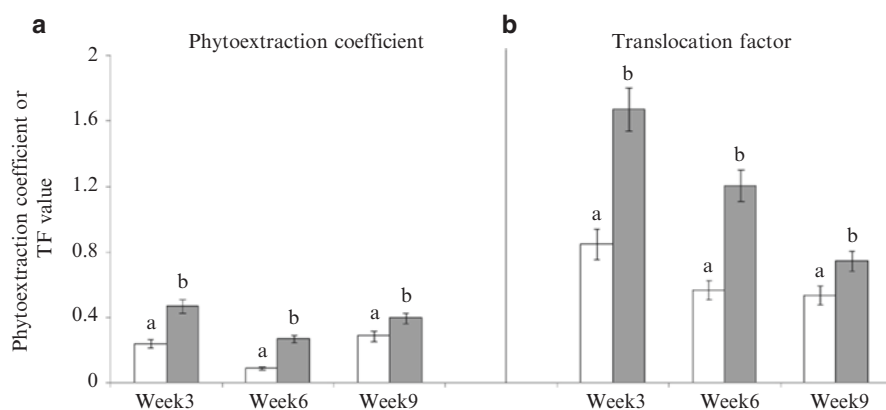 a
Phytoextraction coefficient
b
Translocation factor
Phytoextraction coefficient or
TF value
2
1.6
1.2
0.8
0.4
0
a
b
a
b
a
b
a
b
a
b
a
b
Week3
Week6
Week9
Week3
Week6
Week9